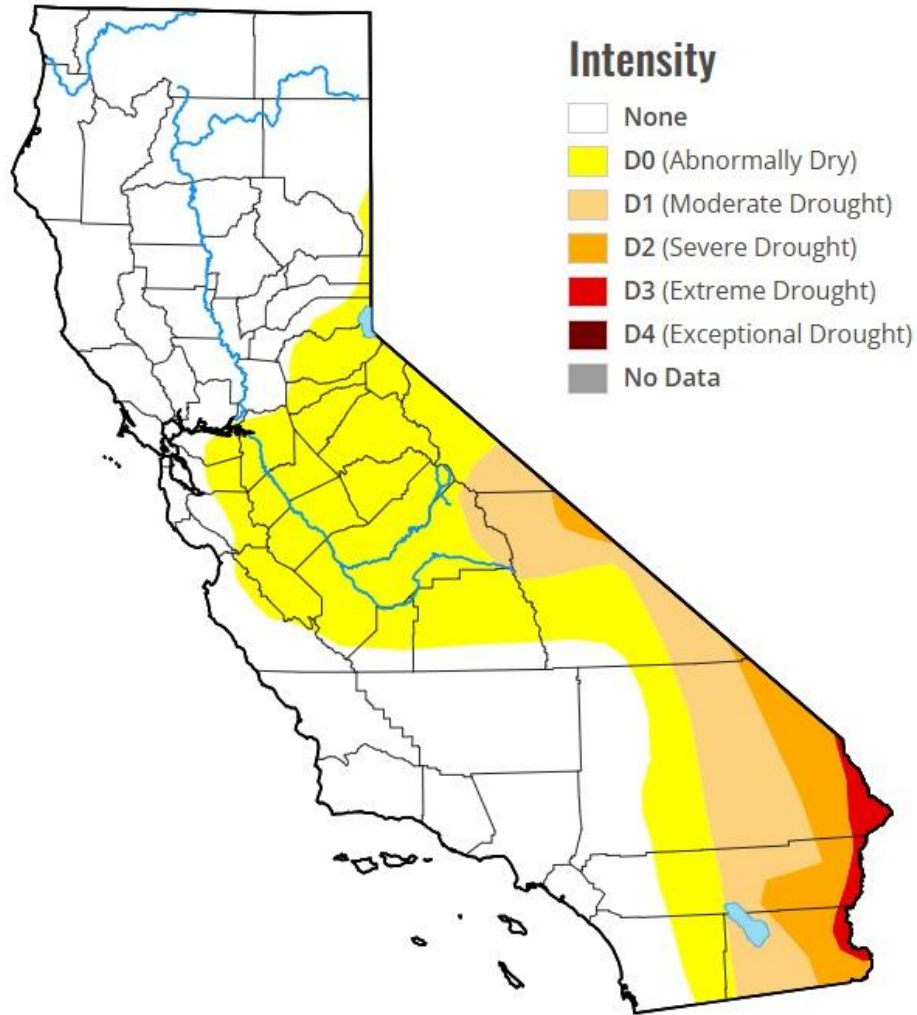 Intensity
None
D0 (Abnormally Dry)
D1 (Moderate Drought)
D2 (Severe Drought)
D3 (Extreme Drought)
D4 (Exceptional Drought)
No Data